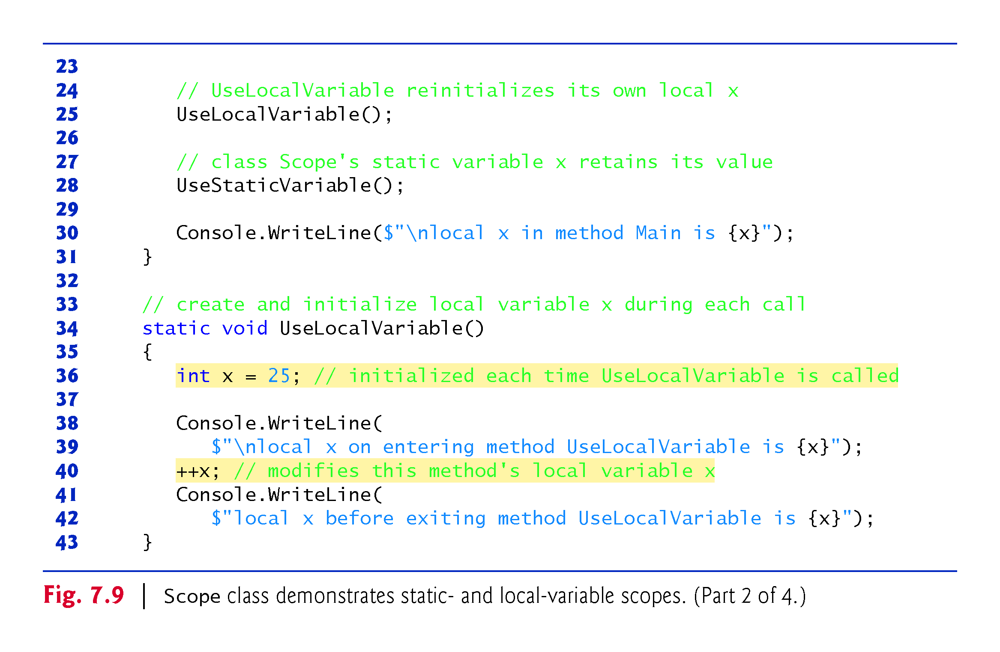 23
24         // UseLocalVariable reinitializes its own local x
25         UseLocalVariable();
26
27         // class Scope's static variable x retains its value
28         UseStaticVariable();
29
30         Console.WriteLine($"\nlocal x in method Main is {x}");
31      }
32
33      // create and initialize local variable x during each call
34      static void UseLocalVariable()
35      {
36         int x = 25; // initialized each time UseLocalVariable is called
37
38         Console.WriteLine(
39            $"\nlocal x on entering method UseLocalVariable is {x}");
40         ++x; // modifies this method's local variable x
41         Console.WriteLine(
42            $"local x before exiting method UseLocalVariable is {x}");
43      }
Fig. 7.9 | Scope class demonstrates static- and local-variable scopes. (Part 2 of 4.)